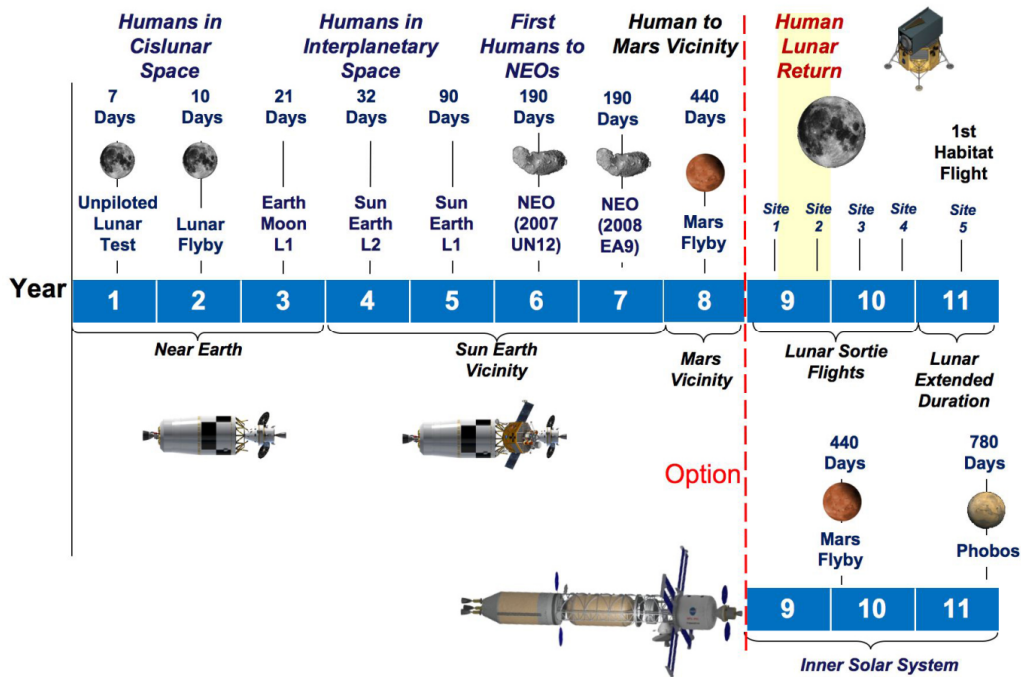 Humans in
Cislunar
Space
Humans in
Interplanetary
Space
First
Humans to
NEOs
Human to
Mars Vicinity
Human
Lunar
Return
7
Days
10
Days
21
Days
32
Days
90
Days
190
Days
190
Days
440
Days
1st
Habitat
Flight
Unpiloted
Lunar
Test
Lunar
Flyby
Earth
Moon
L1
Sun
Earth
L2
Sun
Earth
L1
NEO
(2007
UN12)
NEO
(2008
EA9)
Mars
Flyby
Site
1
Site
2
Site
3
Site
4
Site
5
Year
1 2 3 4 5 6 7 8 9 10 11
Near Earth
Sun Earth
Vicinity
Mars
Vicinity
Lunar Sortie
Flights
Lunar
Extended
Duration
Option
440
Days
780
Days
Mars
Flyby
Phobos
9 10 11
Inner Solar System